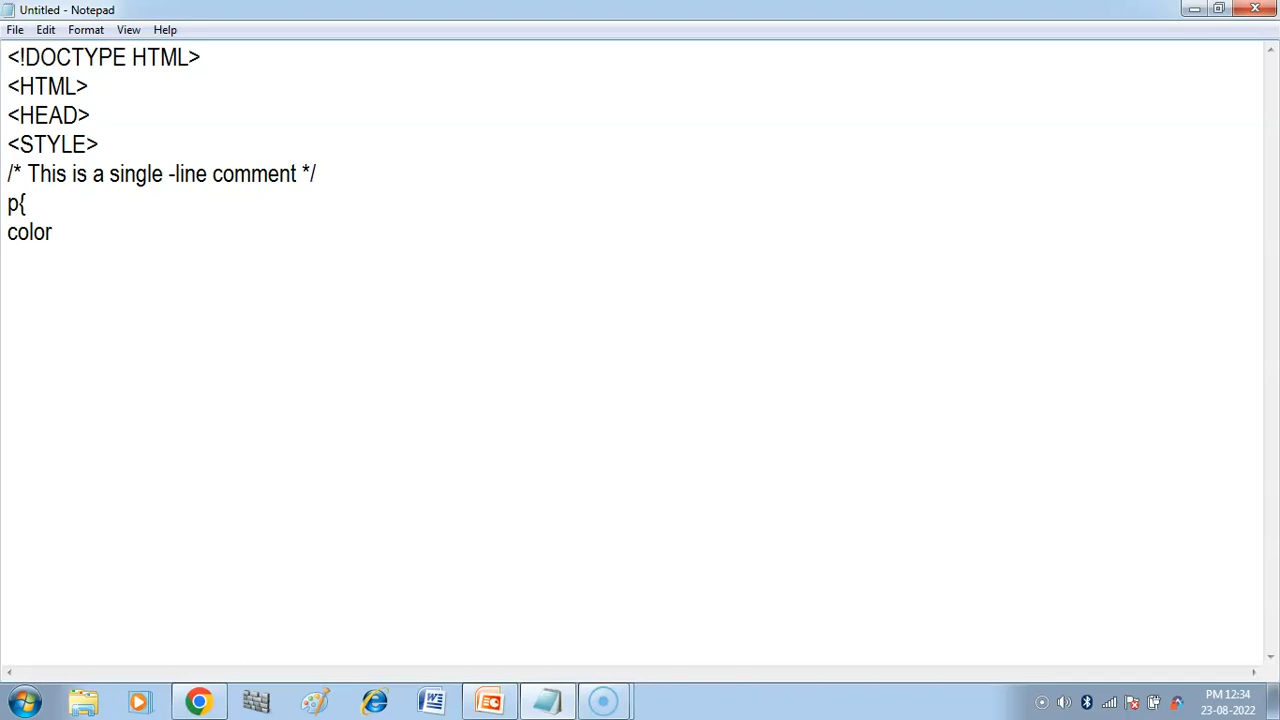 Untitled - Notepad
File Edit Format View Help
<!DOCTYPE HTML>
<HTML>
<HEAD>
<STYLE>
/* This is a single -line comment */
p{
color
PM 12:34
23-08-2022